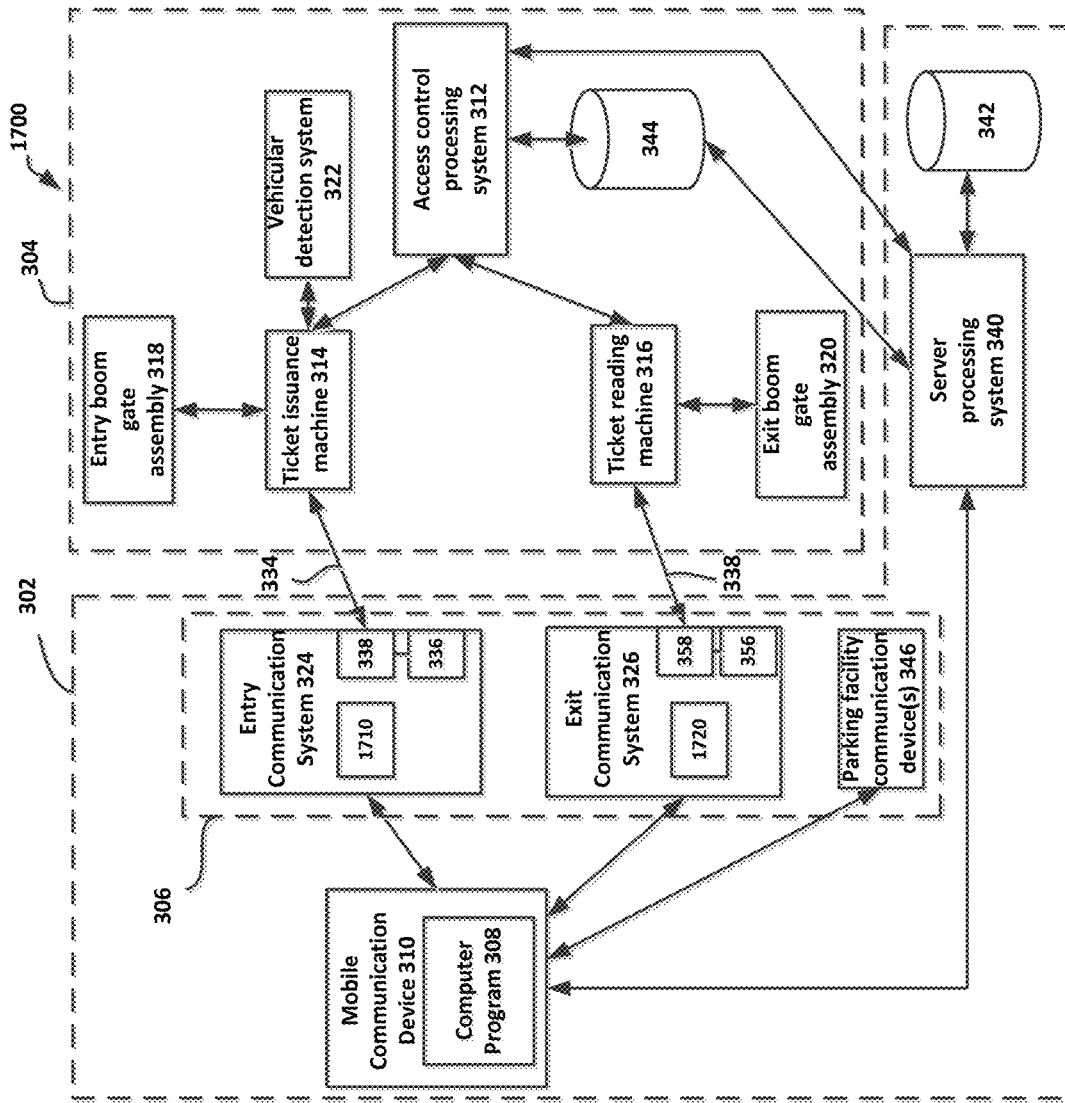 1700
304
302
306
334
338
Entry boom
gate
assembly 318
Vehicular
detection system
322
Ticket issuance
machine 314
Access control
processing
system 312
344
Ticket reading
machine 316
Exit boom
gate
assembly 320
Entry
Communication
System 324
338
336
1710
Exit
Communication
System 326
358
356
1720
Parking facility
communication
device(s) 346
Mobile
Communication
Device 310
Computer
Program 308
Server
processing
system 340
342